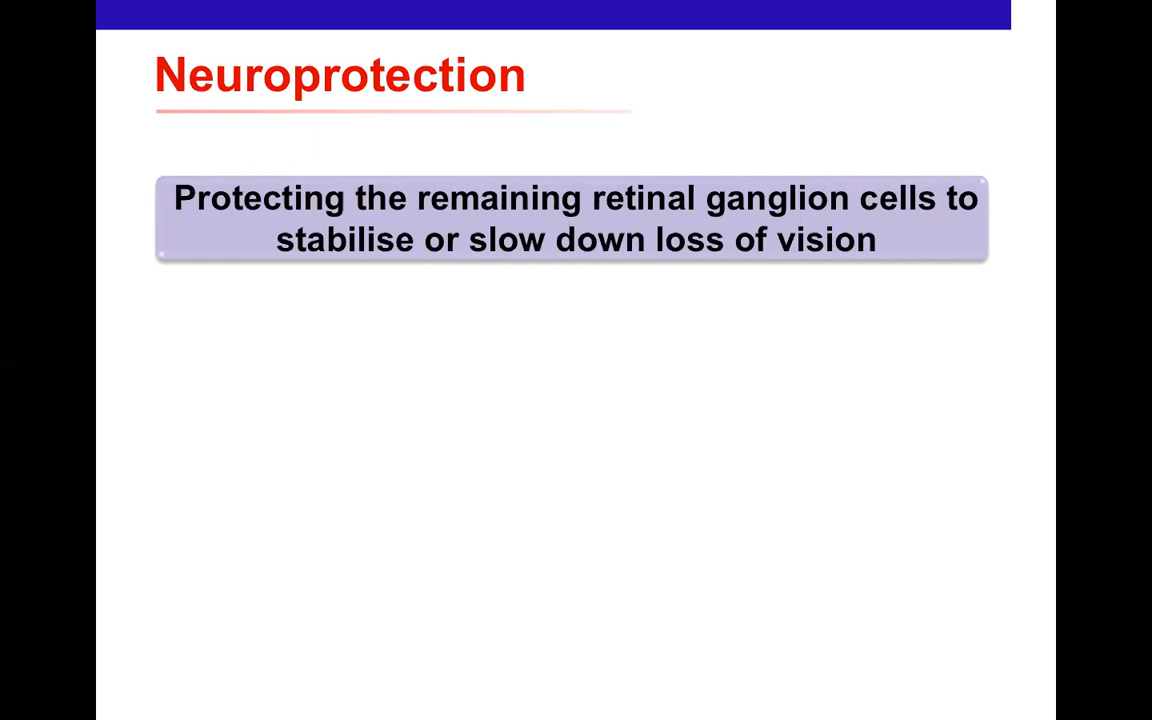 Neuroprotection
Protecting the remaining retinal ganglion cells to
stabilise or slow down loss of vision